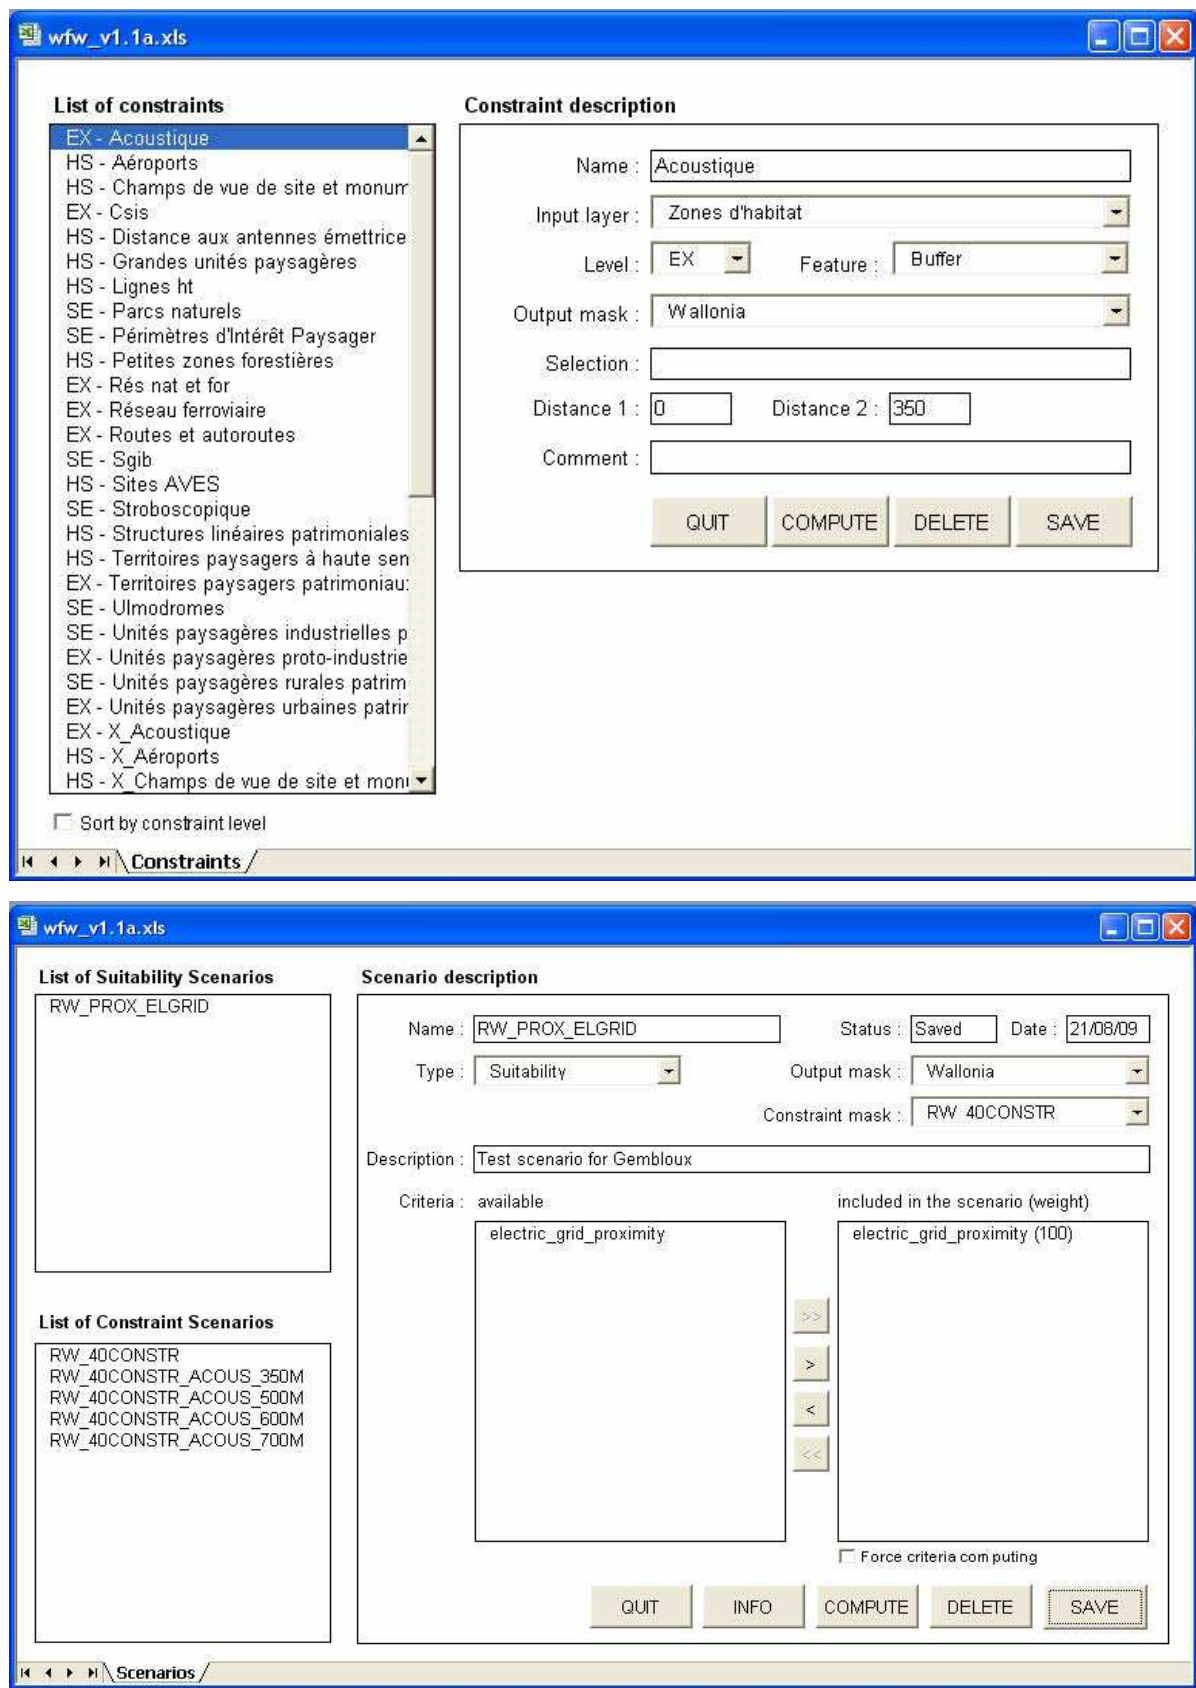 wfw_v1.1a.xls
List of constraints
EX - Acoustique
HS - Aéroports
HS - Champs de vue de site et monum
EX - Csis
HS - Distance aux antennes émettrice
HS - Grandes unités paysagères
HS - Lignes ht
SE - Parcs naturels
SE - Périmètres d'Intérêt Paysager
HS - Petites zones forestières
EX - Rés nat et for
EX - Réseau ferroviaire
EX - Routes et autoroutes
SE - Sgib
HS - Sites AVES
SE - Stroboscopique
HS - Structures linéaires patrimoniales
HS - Territoires paysagers à haute sen
EX - Territoires paysagers patrimoniau:
SE - Ulmodromes
SE - Unités paysagères industrielles p
EX - Unités paysagères proto-industrie
SE - Unités paysagères rurales patrim
EX - Unités paysagères urbaines patrir
EX - X_Acoustique
HS - X_Aéroports
HS - X_Champs de vue de site et moni
Sort by constraint level
Constraints
Constraint description
Name : Acoustique
Input layer : Zones d'habitat
Level : EX Feature : Buffer
Output mask : Wallonia
Selection :
Distance 1 : 0 Distance 2 : 350
Comment :
QUIT COMPUTE DELETE SAVE
wfw_v1.1a.xls
List of Suitability Scenarios
RW_PROX_ELGRID
List of Constraint Scenarios
RW_40CONSTR
RW_40CONSTR_ACOUS_350M
RW_40CONSTR_ACOUS_500M
RW_40CONSTR_ACOUS_600M
RW_40CONSTR_ACOUS_700M
Scenario description
Name : RW_PROX_ELGRID Status : Saved Date : 21/08/09
Type : Suitability Output mask : Wallonia
Constraint mask : RW_40CONSTR
Description : Test scenario for Gembloux
Criteria : available included in the scenario (weight)
electric_grid_proximity electric_grid_proximity (100)
>>
>
<
<<
Force criteria computing
QUIT INFO COMPUTE DELETE SAVE
Scenarios